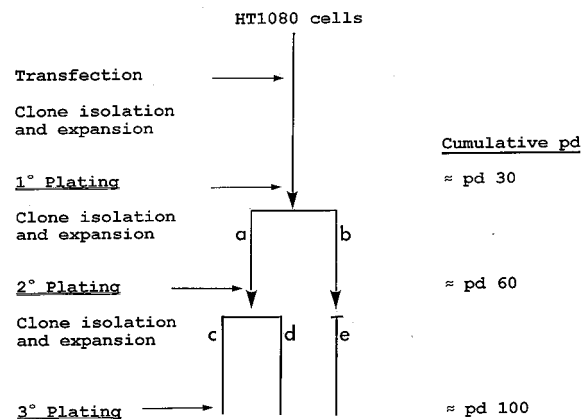 HT1080 cells
Transfection
Clone isolation
and expansion
Cumulative pd
1° Plating
≈ pd 30
Clone isolation
and expansion
a
b
2° Plating
≈ pd 60
Clone isolation
and expansion
c
d
e
3° Plating
≈ pd 100